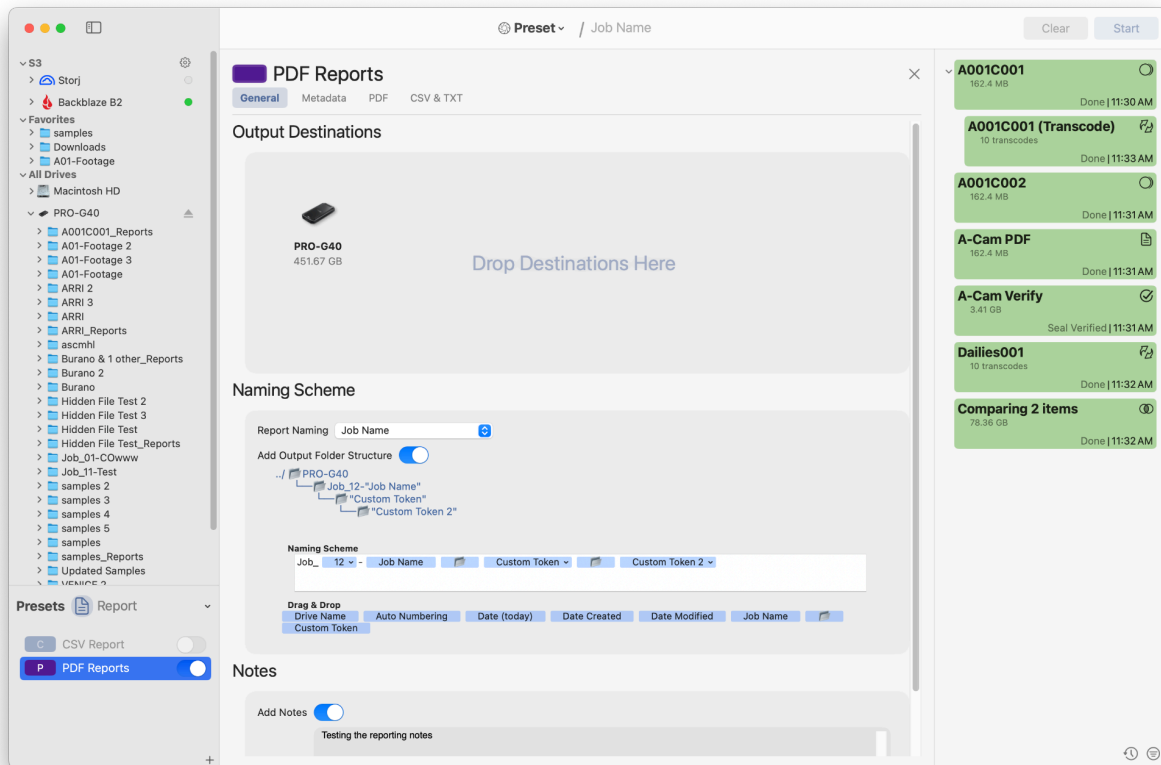 Preset
/ Job Name
Clear
Start
S3
Storj
Backblaze B2
Favorites
samples
Downloads
A01-Footage
All Drives
Macintosh HD
PRO-G40
A001C001_Reports
A01-Footage 2
A01-Footage 3
A01-Footage
ARRI 2
ARRI 3
ARRI
ARRI_Reports
ascmhl
Burano & 1 other_Reports
Burano 2
Burano
Hidden File Test 2
Hidden File Test 3
Hidden File Test
Hidden File Test_Reports
Job_01-COwww
Job_11-Test
samples 2
samples 3
samples 4
samples 5
samples
samples_Reports
Updated Samples
VENICE 2
Presets Report
C CSV Report
P PDF Reports
PDF Reports
General Metadata PDF CSV & TXT
Output Destinations
PRO-G40
451.67 GB
Drop Destinations Here
Naming Scheme
Report Naming Job Name
Add Output Folder Structure
../ PRO-G40
Job_12-"Job Name"
"Custom Token"
"Custom Token 2"
Naming Scheme
Job_ 12 - Job Name Custom Token Custom Token 2
Drag & Drop
Drive Name Auto Numbering Date (today) Date Created Date Modified Job Name
Custom Token
Notes
Add Notes
Testing the reporting notes
A001C001
162.4 MB
Done | 11:30 AM
A001C001 (Transcode)
10 transcodes
Done | 11:33 AM
A001C002
162.4 MB
Done | 11:31 AM
A-Cam PDF
162.4 MB
Done | 11:31 AM
A-Cam Verify
3.41 GB
Seal Verified | 11:31 AM
Dailies001
10 transcodes
Done | 11:32 AM
Comparing 2 items
78.36 GB
Done | 11:32 AM